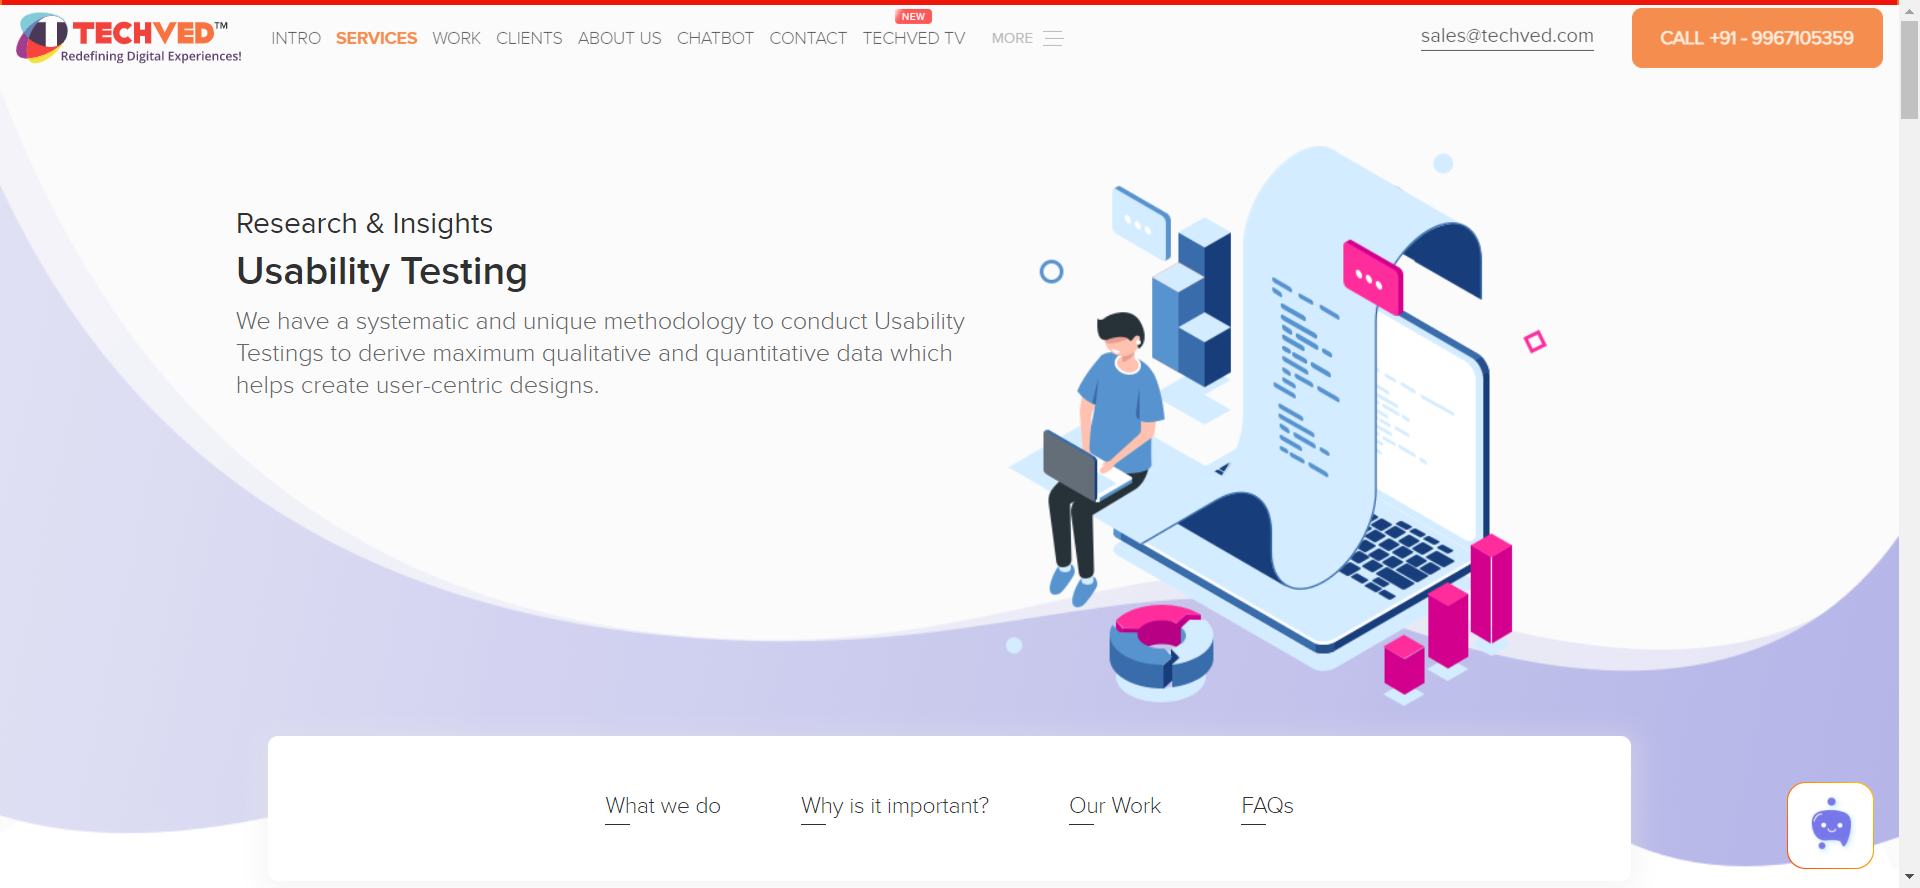 TECHVED™
Redefining Digital Experiences!
INTRO
SERVICES
WORK
CLIENTS
ABOUT US
CHATBOT
CONTACT
NEW
TECHVED TV
MORE
sales@techved.com
CALL +91 - 9967105359
Research & Insights
Usability Testing
We have a systematic and unique methodology to conduct Usability
Testings to derive maximum qualitative and quantitative data which
helps create user-centric designs.
What we do
Why is it important?
Our Work
FAQs